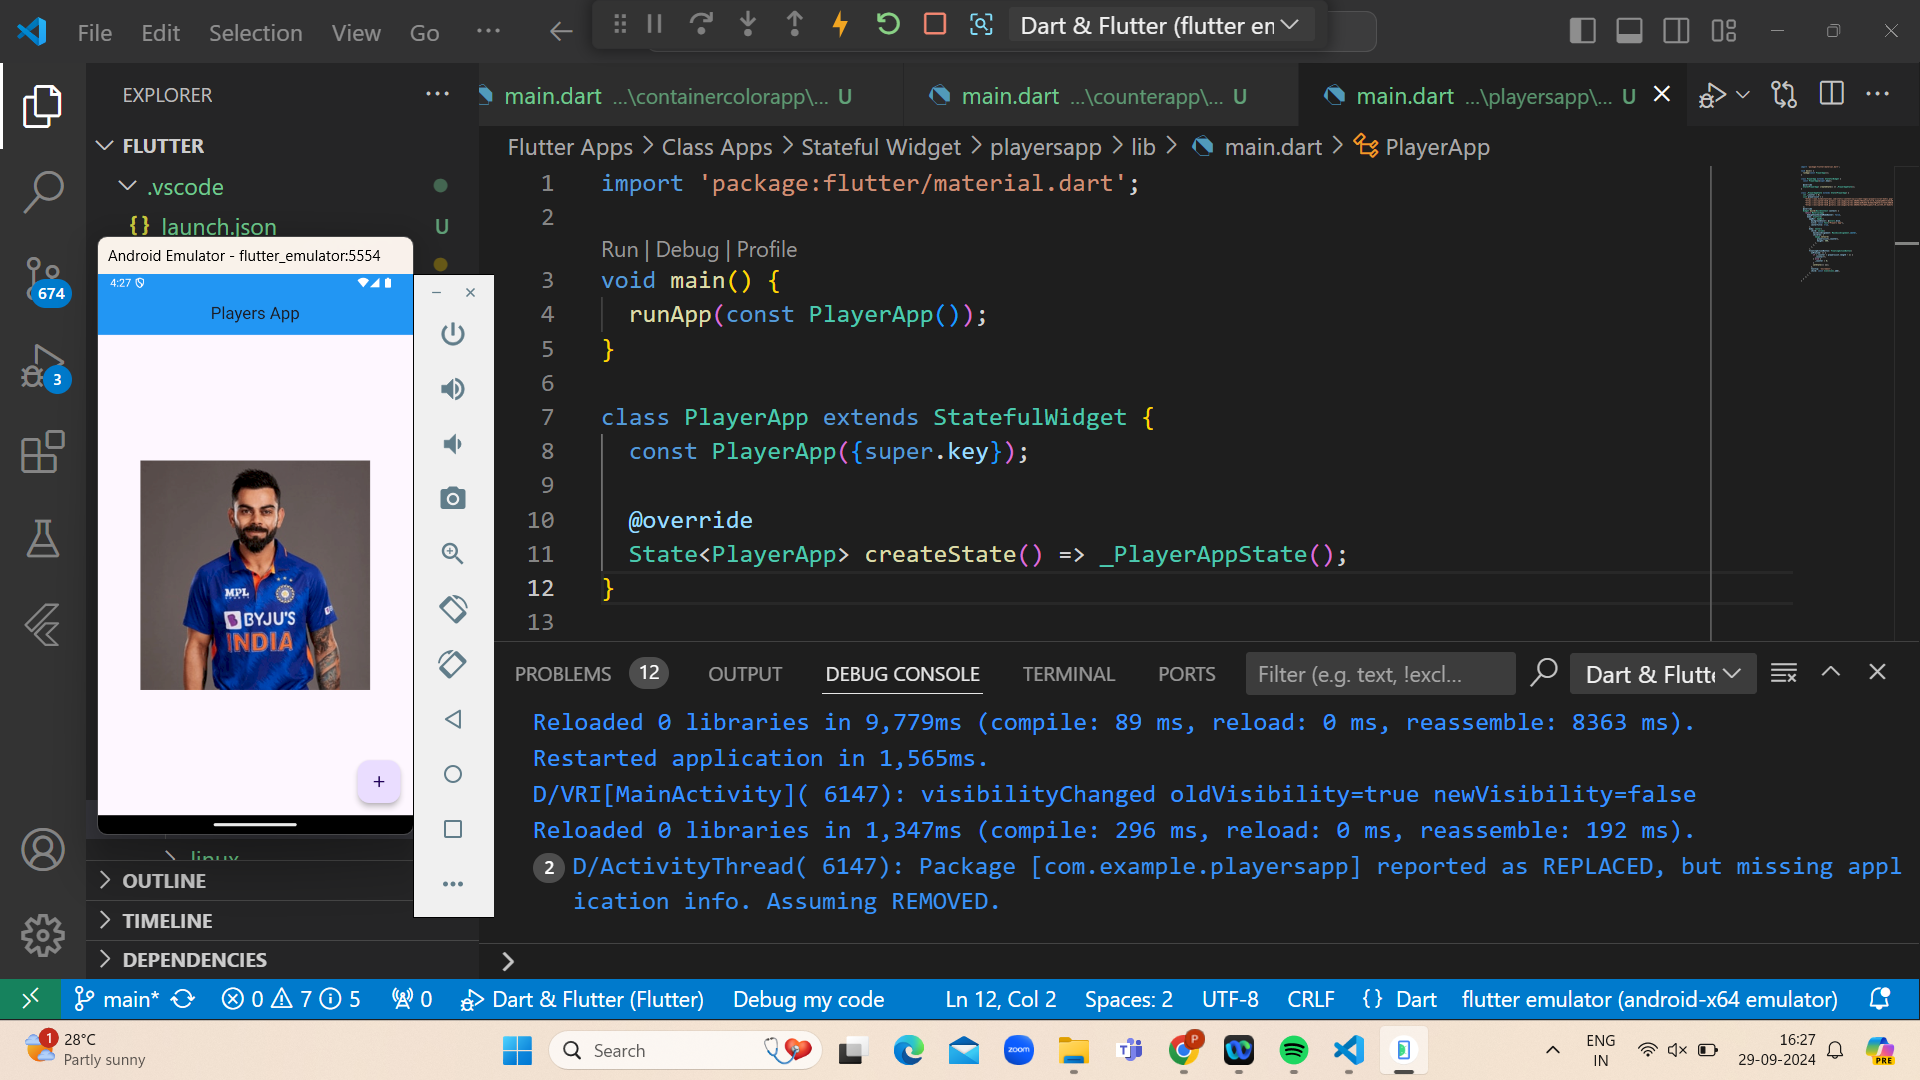 File Edit Selection View Go ···
Dart & Flutter (flutter en
EXPLORER
FLUTTER
.vscode
{} launch.json U
674
3
linux
OUTLINE
TIMELINE
DEPENDENCIES
Android Emulator - flutter_emulator:5554
4:27
Players App
MPL
BYJU'S
INDIA
+
main.dart ...\containercolorapp\... U
main.dart ...\counterapp\... U
main.dart ...\playersapp\... U
Flutter Apps > Class Apps > Stateful Widget > playersapp > lib > main.dart > PlayerApp
1 import 'package:flutter/material.dart';
2
Run | Debug | Profile
3 void main() {
4 runApp(const PlayerApp());
5 }
6
7 class PlayerApp extends StatefulWidget {
8 const PlayerApp({super.key});
9
10 @override
11 State<PlayerApp> createState() => _PlayerAppState();
12 }
13
PROBLEMS 12 OUTPUT DEBUG CONSOLE TERMINAL PORTS Filter (e.g. text, !excl... Dart & Flutte
Reloaded 0 libraries in 9,779ms (compile: 89 ms, reload: 0 ms, reassemble: 8363 ms).
Restarted application in 1,565ms.
D/VRI[MainActivity]( 6147): visibilityChanged oldVisibility=true newVisibility=false
Reloaded 0 libraries in 1,347ms (compile: 296 ms, reload: 0 ms, reassemble: 192 ms).
2 D/ActivityThread( 6147): Package [com.example.playersapp] reported as REPLACED, but missing appl
ication info. Assuming REMOVED.
main* 0 7 5 0 Dart & Flutter (Flutter) Debug my code Ln 12, Col 2 Spaces: 2 UTF-8 CRLF {} Dart flutter emulator (android-x64 emulator)
1 28°C
Partly sunny
Search
zoom
P
ENG
IN
16:27
29-09-2024
PRE